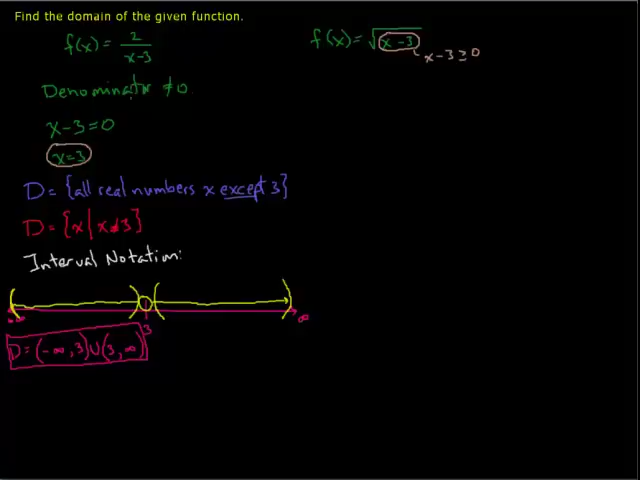 Find the domain of the given function.
f(x) = 2/(x-3)
Denominator ≠ 0.
x-3=0
x=3
D = {all real numbers x except 3}
D = {x | x≠3}
Interval Notation:
-∞ 3 ∞
D = (-∞, 3) U (3, ∞)
f(x) = √(x-3)
x-3 ≥ 0